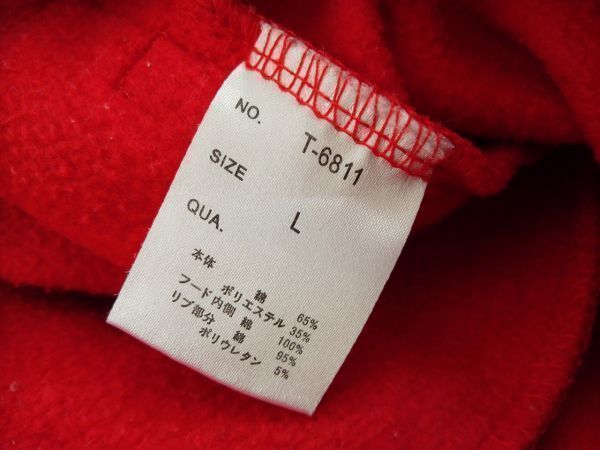 NO. T-6811
SIZE L
QUA.
本体 綿 65%
ポリエステル 35%
フード内側 綿 100%
リブ部分 綿 95%
ポリウレタン 5%